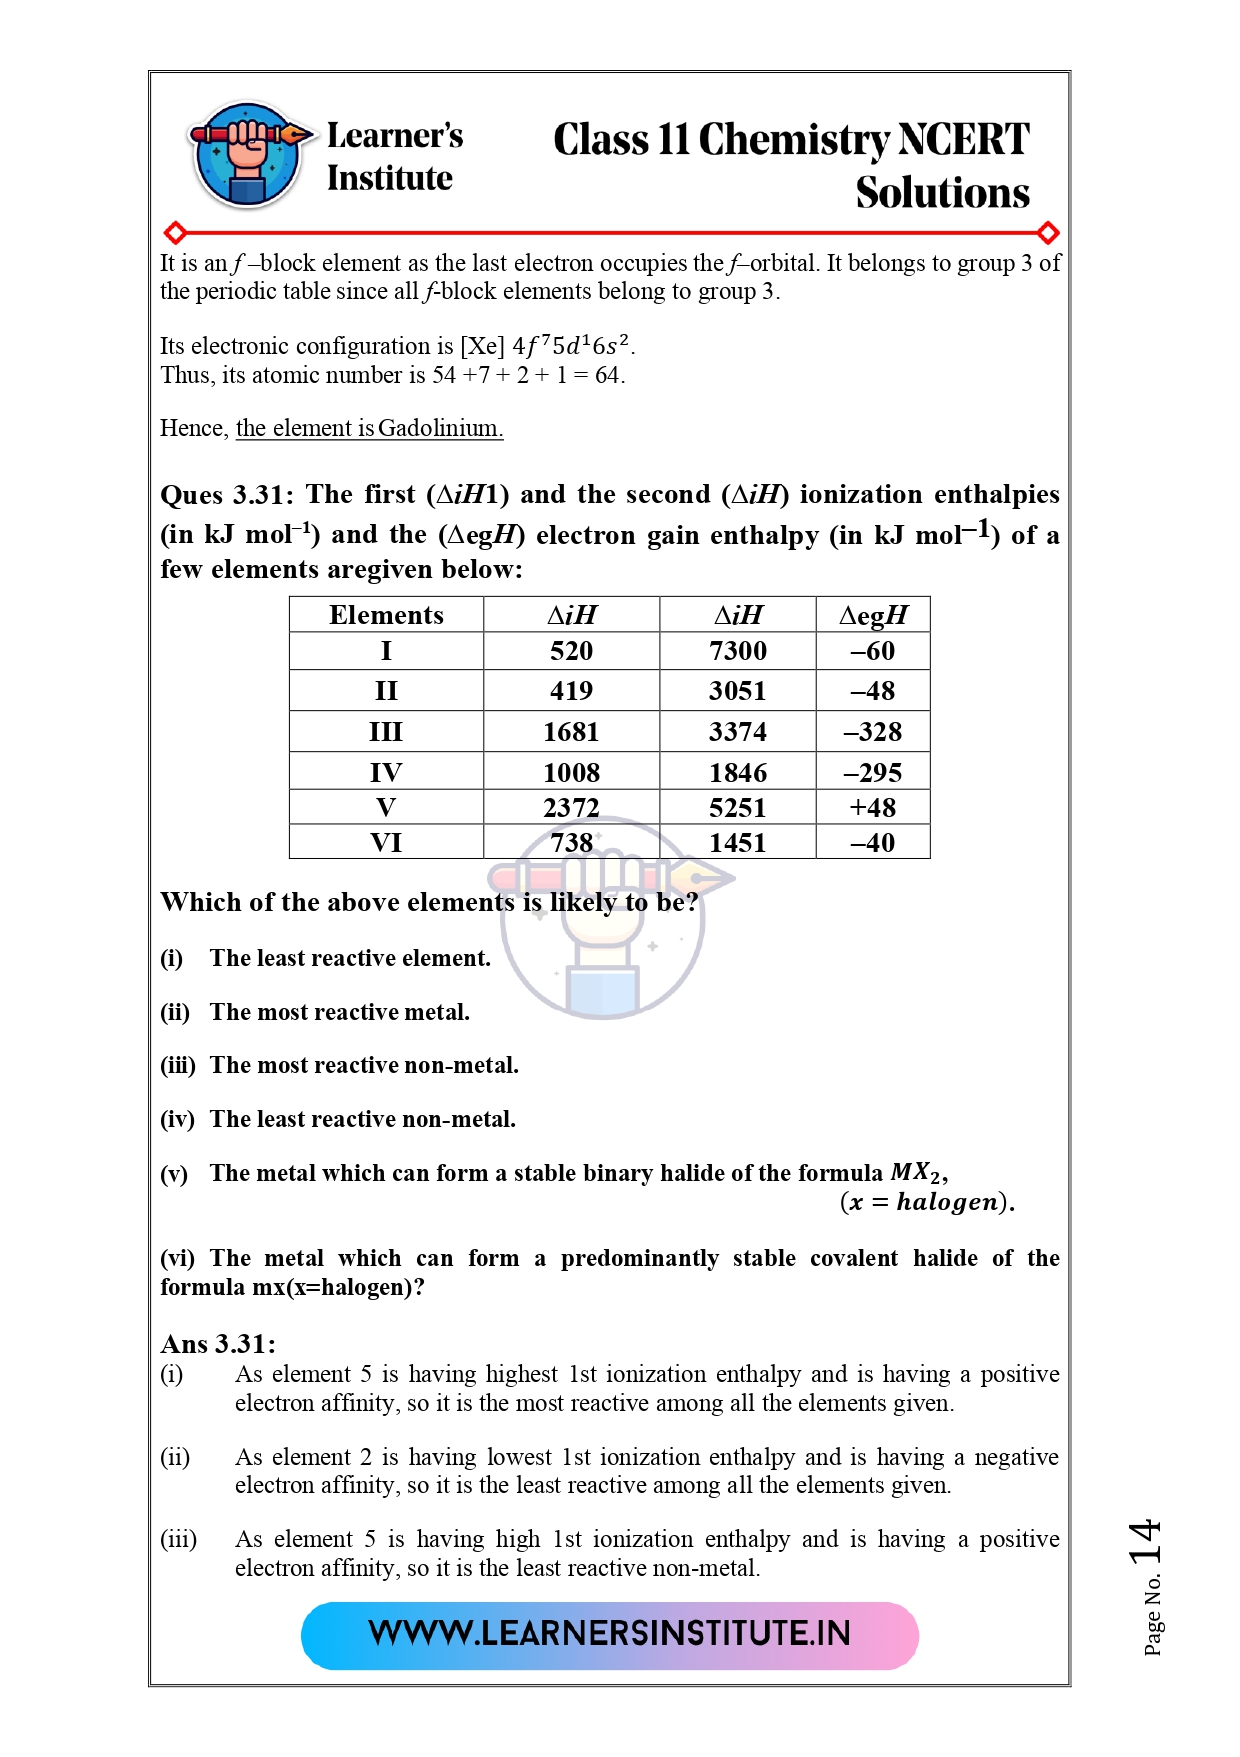 Learner's
Institute
Class 11 Chemistry NCERT
Solutions
It is an f –block element as the last electron occupies the f–orbital. It belongs to group 3 of
the periodic table since all f-block elements belong to group 3.
Its electronic configuration is [Xe] 4f⁷5d¹6s².
Thus, its atomic number is 54 +7 + 2 + 1 = 64.
Hence, the element is Gadolinium.
Ques 3.31: The first (∆iH1) and the second (∆iH) ionization enthalpies
(in kJ mol⁻¹) and the (∆egH) electron gain enthalpy (in kJ mol⁻¹) of a
few elements aregiven below:
Elements ∆iH ∆iH ∆egH
I 520 7300 –60
II 419 3051 –48
III 1681 3374 –328
IV 1008 1846 –295
V 2372 5251 +48
VI 738 1451 –40
Which of the above elements is likely to be?
(i) The least reactive element.
(ii) The most reactive metal.
(iii) The most reactive non-metal.
(iv) The least reactive non-metal.
(v) The metal which can form a stable binary halide of the formula MX₂,
(x = halogen).
(vi) The metal which can form a predominantly stable covalent halide of the
formula mx(x=halogen)?
Ans 3.31:
(i) As element 5 is having highest 1st ionization enthalpy and is having a positive
electron affinity, so it is the most reactive among all the elements given.
(ii) As element 2 is having lowest 1st ionization enthalpy and is having a negative
electron affinity, so it is the least reactive among all the elements given.
(iii) As element 5 is having high 1st ionization enthalpy and is having a positive
electron affinity, so it is the least reactive non-metal.
WWW.LEARNERSINSTITUTE.IN
Page No. 14